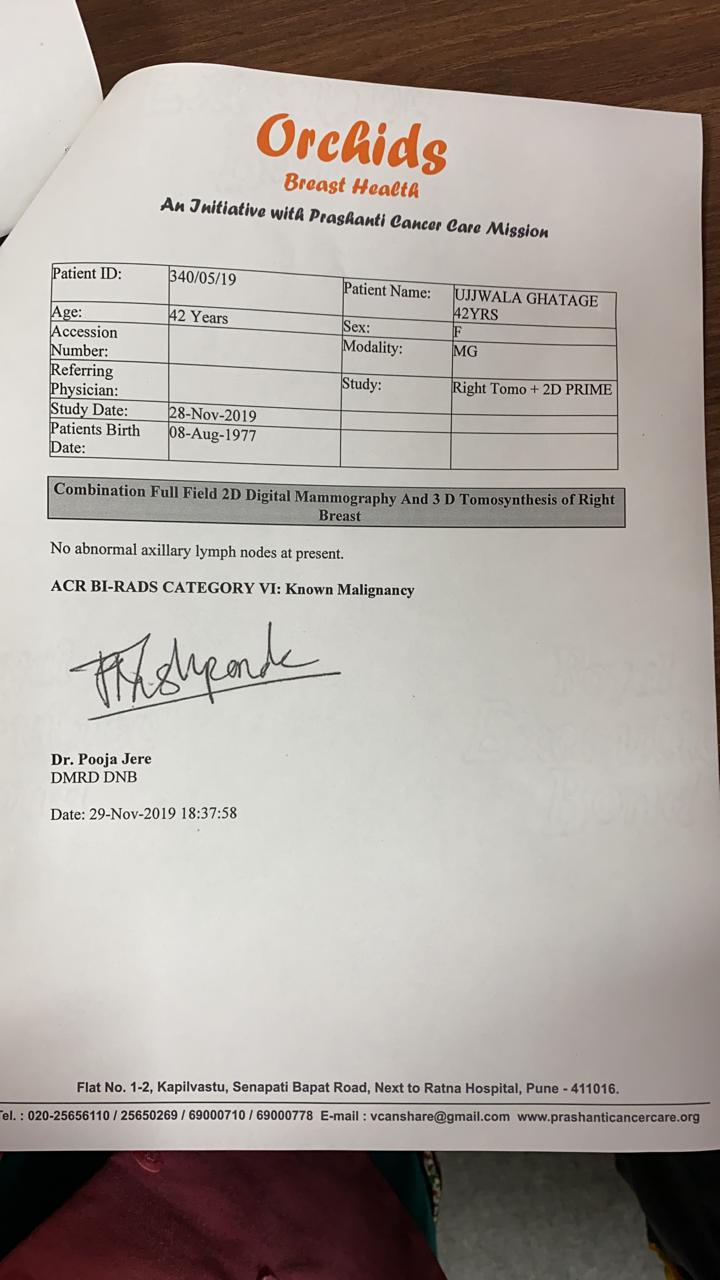 Orchids
Breast Health
An Initiative with Prashanti Cancer Care Mission
Patient ID: 340/05/19 Patient Name: UJJWALA GHATAGE 42YRS
Age: 42 Years Sex: F
Accession Number: Modality: MG
Referring Physician: Study: Right Tomo + 2D PRIME
Study Date: 28-Nov-2019
Patients Birth Date: 08-Aug-1977
Combination Full Field 2D Digital Mammography And 3 D Tomosynthesis of Right
Breast
No abnormal axillary lymph nodes at present.
ACR BI-RADS CATEGORY VI: Known Malignancy
Dr. Pooja Jere
DMRD DNB
Date: 29-Nov-2019 18:37:58
Flat No. 1-2, Kapilvastu, Senapati Bapat Road, Next to Ratna Hospital, Pune - 411016.
Tel. : 020-25656110 / 25650269 / 69000710 / 69000778 E-mail : vcanshare@gmail.com www.prashanticancercare.org